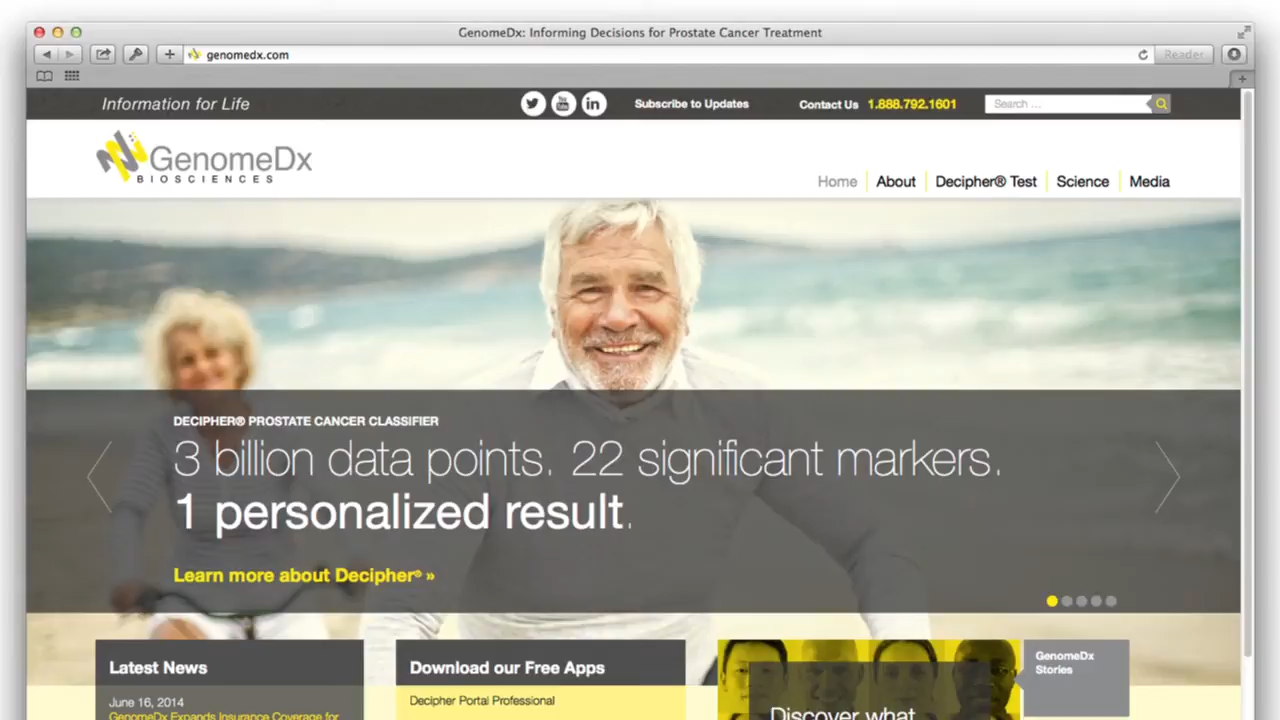 GenomeDx: Informing Decisions for Prostate Cancer Treatment
genomedx.com
Reader
Information for Life
You Tube
in
Subscribe to Updates
Contact Us 1.888.792.1601
Search ...
GenomeDx
BIOSCIENCES
Home
About
Decipher® Test
Science
Media
DECIPHER® PROSTATE CANCER CLASSIFIER
3 billion data points. 22 significant markers.
1 personalized result.
Learn more about Decipher® »
Latest News
June 16, 2014
GenomeDx Expands Insurance Coverage for
Download our Free Apps
Decipher Portal Professional
Discover what
GenomeDx
Stories